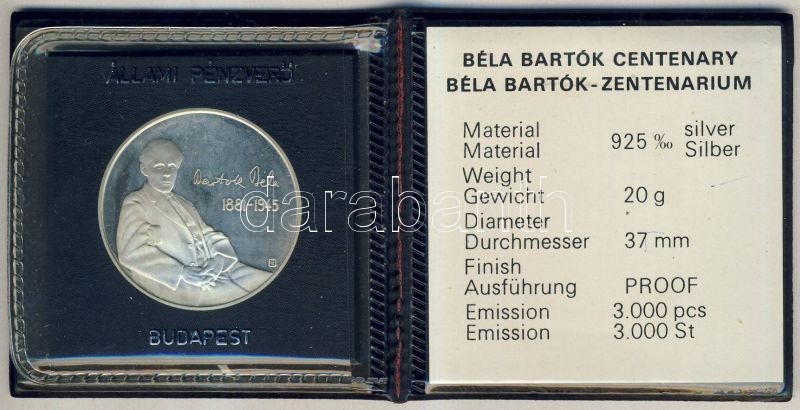 ÁLLAMI PÉNZVERŐ
Bartók Béla
1881-1945
BUDAPEST
darabanth
BÉLA BARTÓK CENTENARY
BÉLA BARTÓK-ZENTENARIUM
Material 925 ‰ silver
Material Silber
Weight
Gewicht 20 g
Diameter
Durchmesser 37 mm
Finish
Ausführung PROOF
Emission 3.000 pcs
Emission 3.000 St